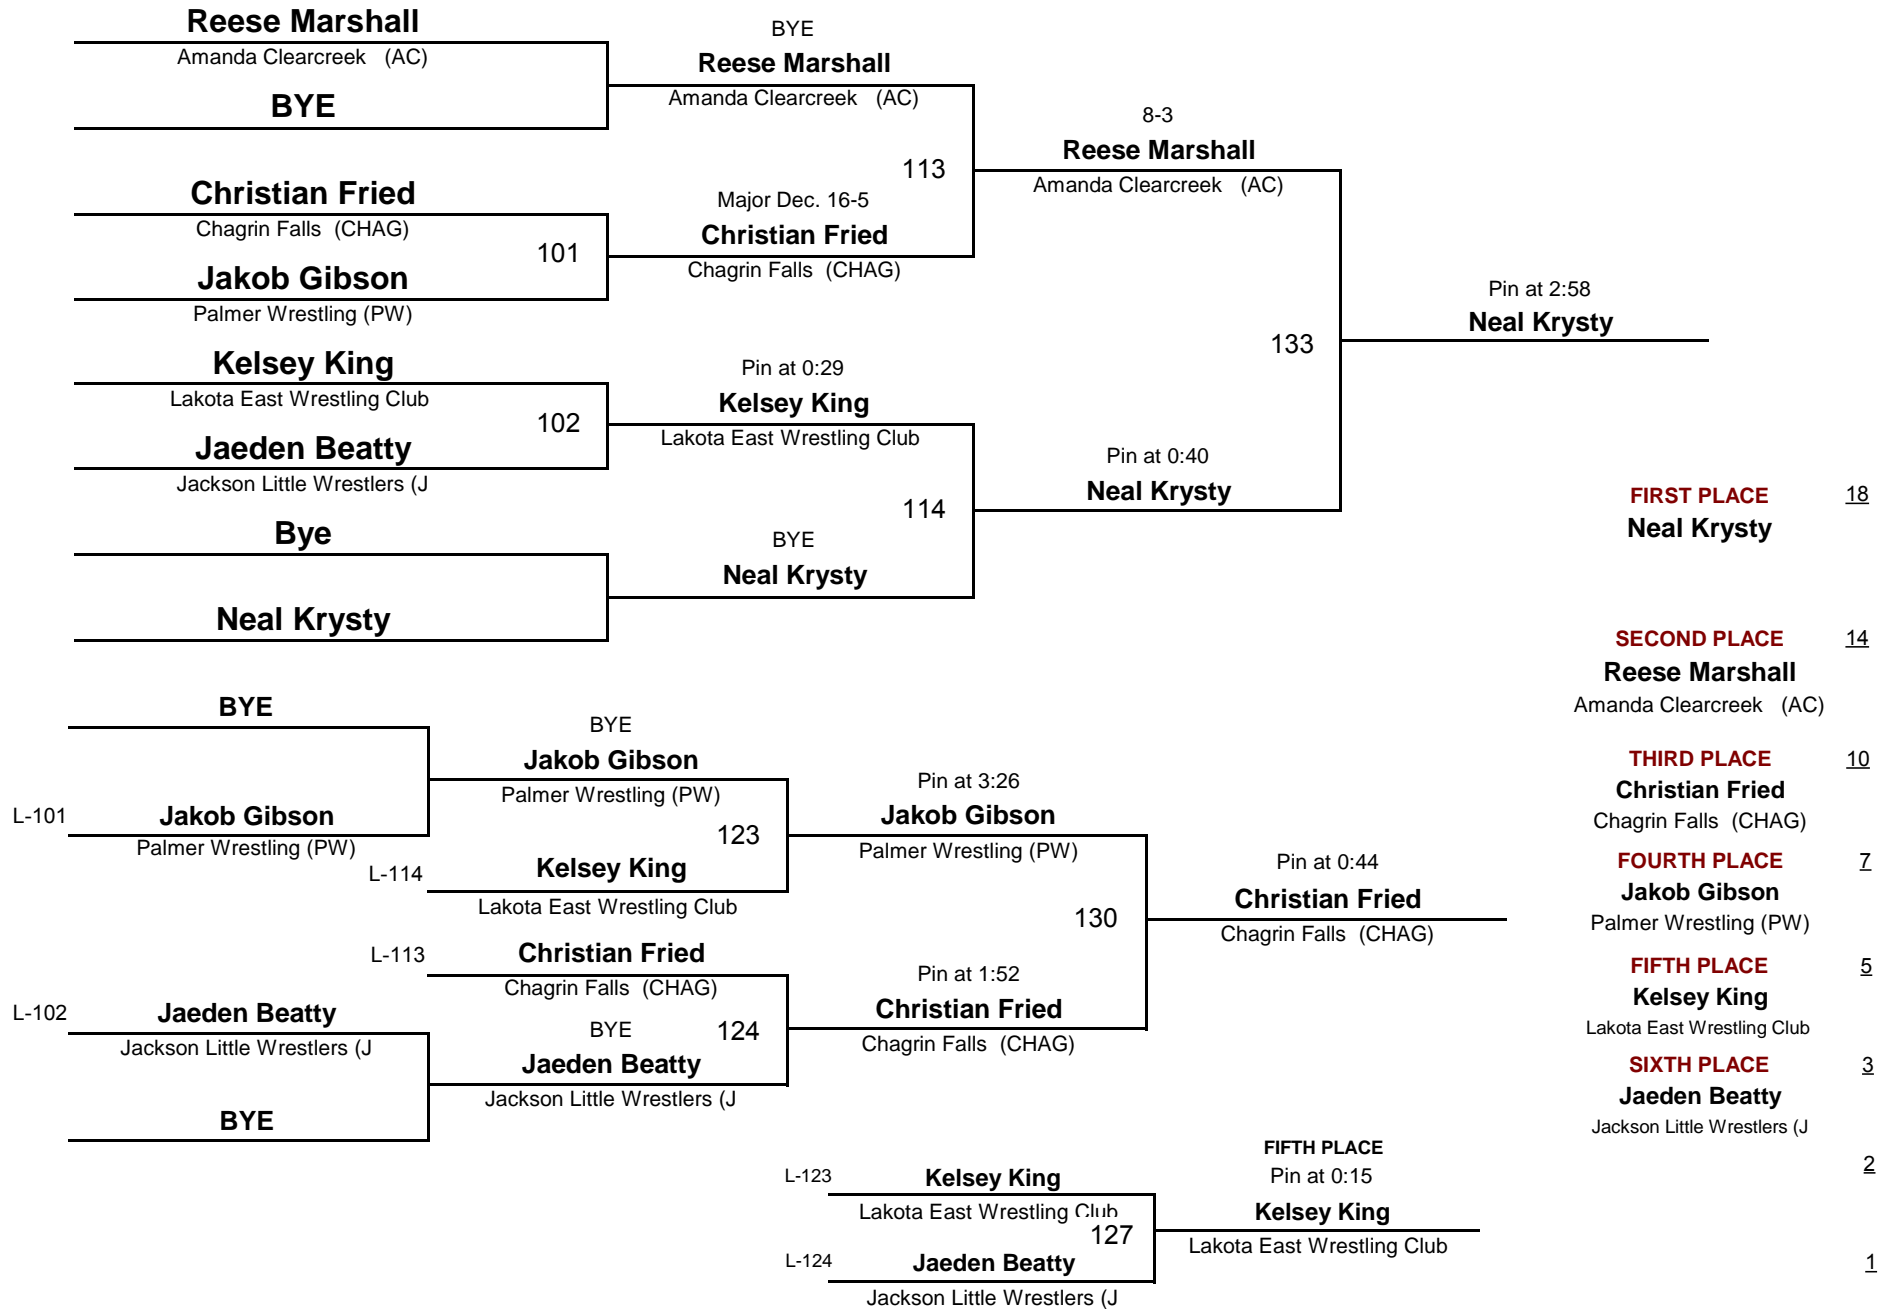 Reese Marshall
Amanda Clearcreek (AC)
BYE
Christian Fried
Chagrin Falls (CHAG)
101
Jakob Gibson
Palmer Wrestling (PW)
Kelsey King
Lakota East Wrestling Club
102
Jaeden Beatty
Jackson Little Wrestlers (J
Bye
Neal Krysty
BYE
Reese Marshall
Amanda Clearcreek (AC)
113
Major Dec. 16-5
Christian Fried
Chagrin Falls (CHAG)
Pin at 0:29
Kelsey King
Lakota East Wrestling Club
114
BYE
Neal Krysty
8-3
Reese Marshall
Amanda Clearcreek (AC)
133
Pin at 0:40
Neal Krysty
Pin at 2:58
Neal Krysty
BYE
L-101
Jakob Gibson
Palmer Wrestling (PW)
L-102
Jaeden Beatty
Jackson Little Wrestlers (J
BYE
BYE
Jakob Gibson
Palmer Wrestling (PW)
123
L-114
Kelsey King
Lakota East Wrestling Club
L-113
Christian Fried
Chagrin Falls (CHAG)
BYE
124
Jaeden Beatty
Jackson Little Wrestlers (J
Pin at 3:26
Jakob Gibson
Palmer Wrestling (PW)
130
Pin at 1:52
Christian Fried
Chagrin Falls (CHAG)
Pin at 0:44
Christian Fried
Chagrin Falls (CHAG)
L-123
Kelsey King
Lakota East Wrestling Club
127
L-124
Jaeden Beatty
Jackson Little Wrestlers (J
FIFTH PLACE
Pin at 0:15
Kelsey King
Lakota East Wrestling Club
FIRST PLACE 18
Neal Krysty
SECOND PLACE 14
Reese Marshall
Amanda Clearcreek (AC)
THIRD PLACE 10
Christian Fried
Chagrin Falls (CHAG)
FOURTH PLACE 7
Jakob Gibson
Palmer Wrestling (PW)
FIFTH PLACE 5
Kelsey King
Lakota East Wrestling Club
SIXTH PLACE 3
Jaeden Beatty
Jackson Little Wrestlers (J
2
1